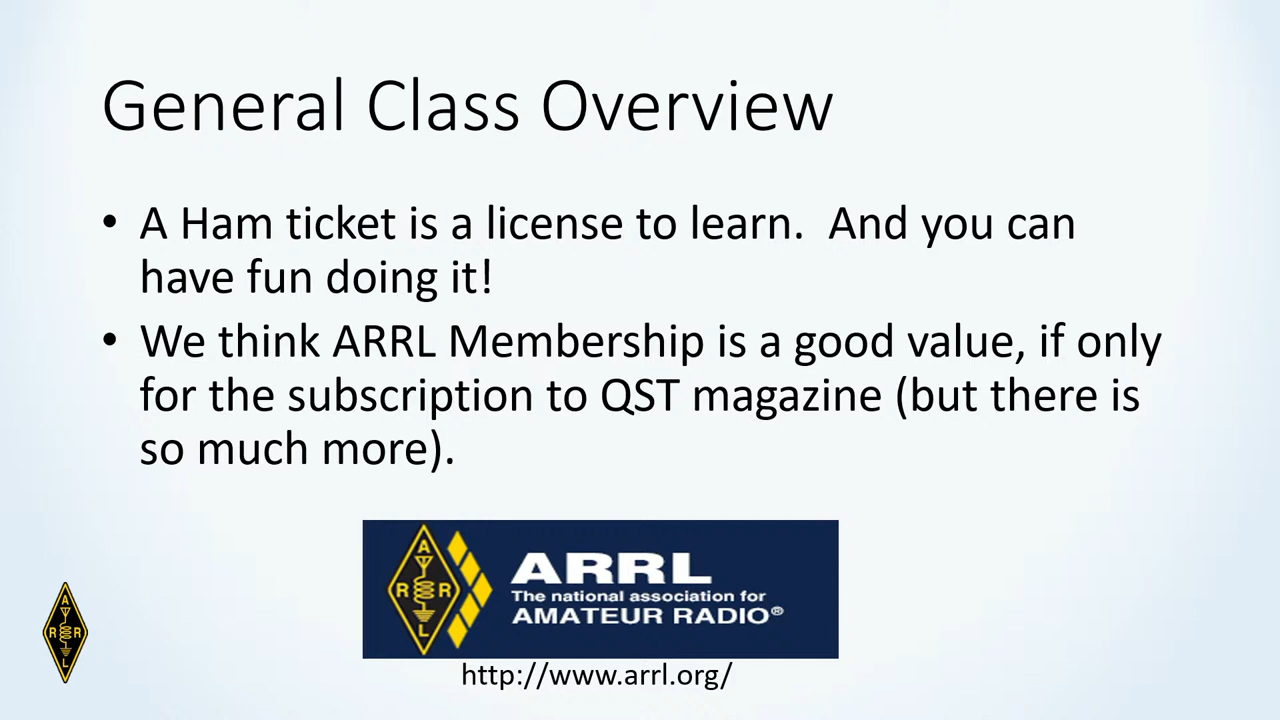 General Class Overview
• A Ham ticket is a license to learn.  And you can
have fun doing it!
• We think ARRL Membership is a good value, if only
for the subscription to QST magazine (but there is
so much more).
A
R R
L
ARRL
The national association for
AMATEUR RADIO®
A
R R
L
http://www.arrl.org/